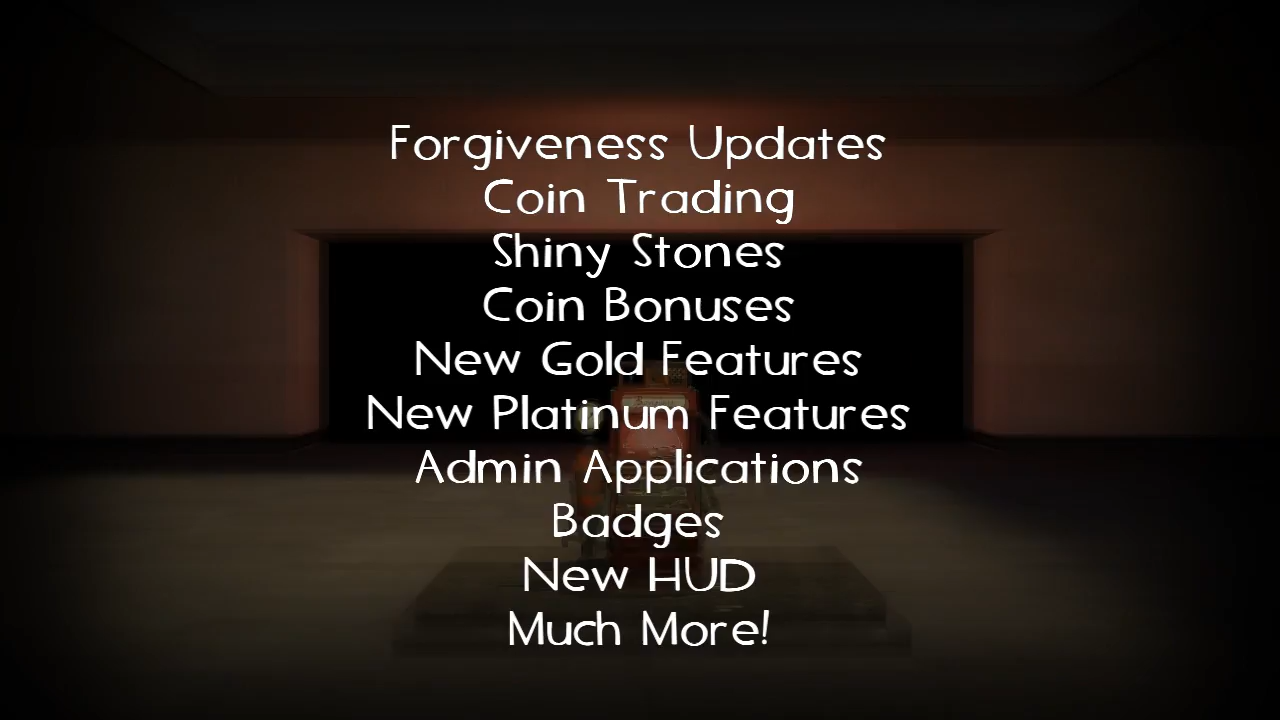 Forgiveness Updates
Coin Trading
Shiny Stones
Coin Bonuses
New Gold Features
New Platinum Features
Admin Applications
Badges
New HUD
Much More!